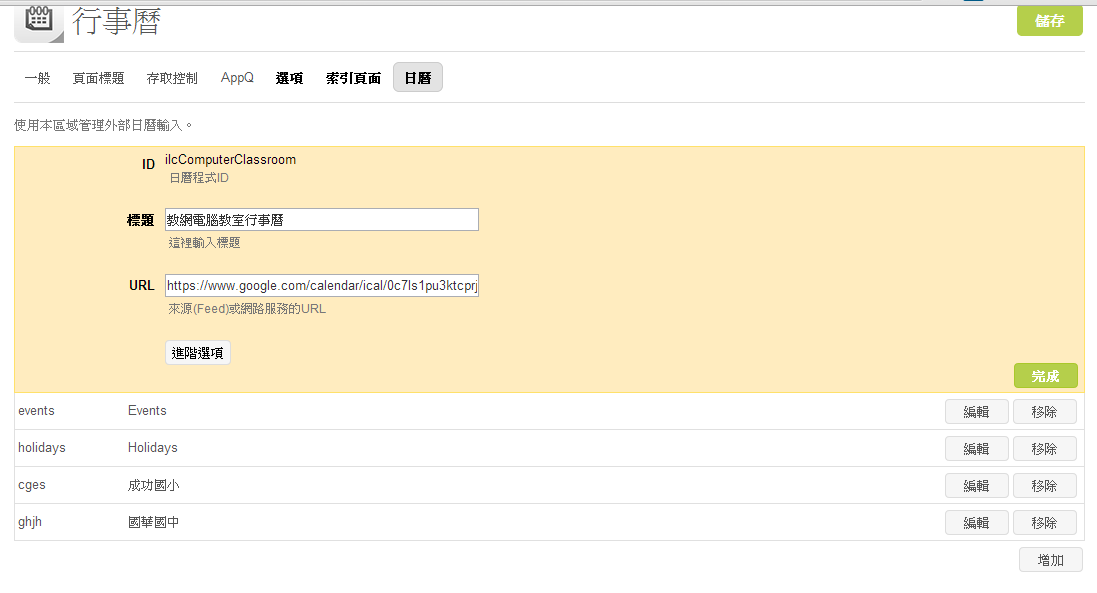 行事曆
儲存
一般 頁面標題 存取控制 AppQ 選項 索引頁面 日曆
使用本區域管理外部日曆輸入。
ID ilcComputerClassroom
日曆程式ID
標題 教網電腦教室行事曆
這裡輸入標題
URL https://www.google.com/calendar/ical/0c7ls1pu3ktcprj
來源(Feed)或網路服務的URL
進階選項
完成
events Events 編輯 移除
holidays Holidays 編輯 移除
cges 成功國小 編輯 移除
ghjh 國華國中 編輯 移除
增加